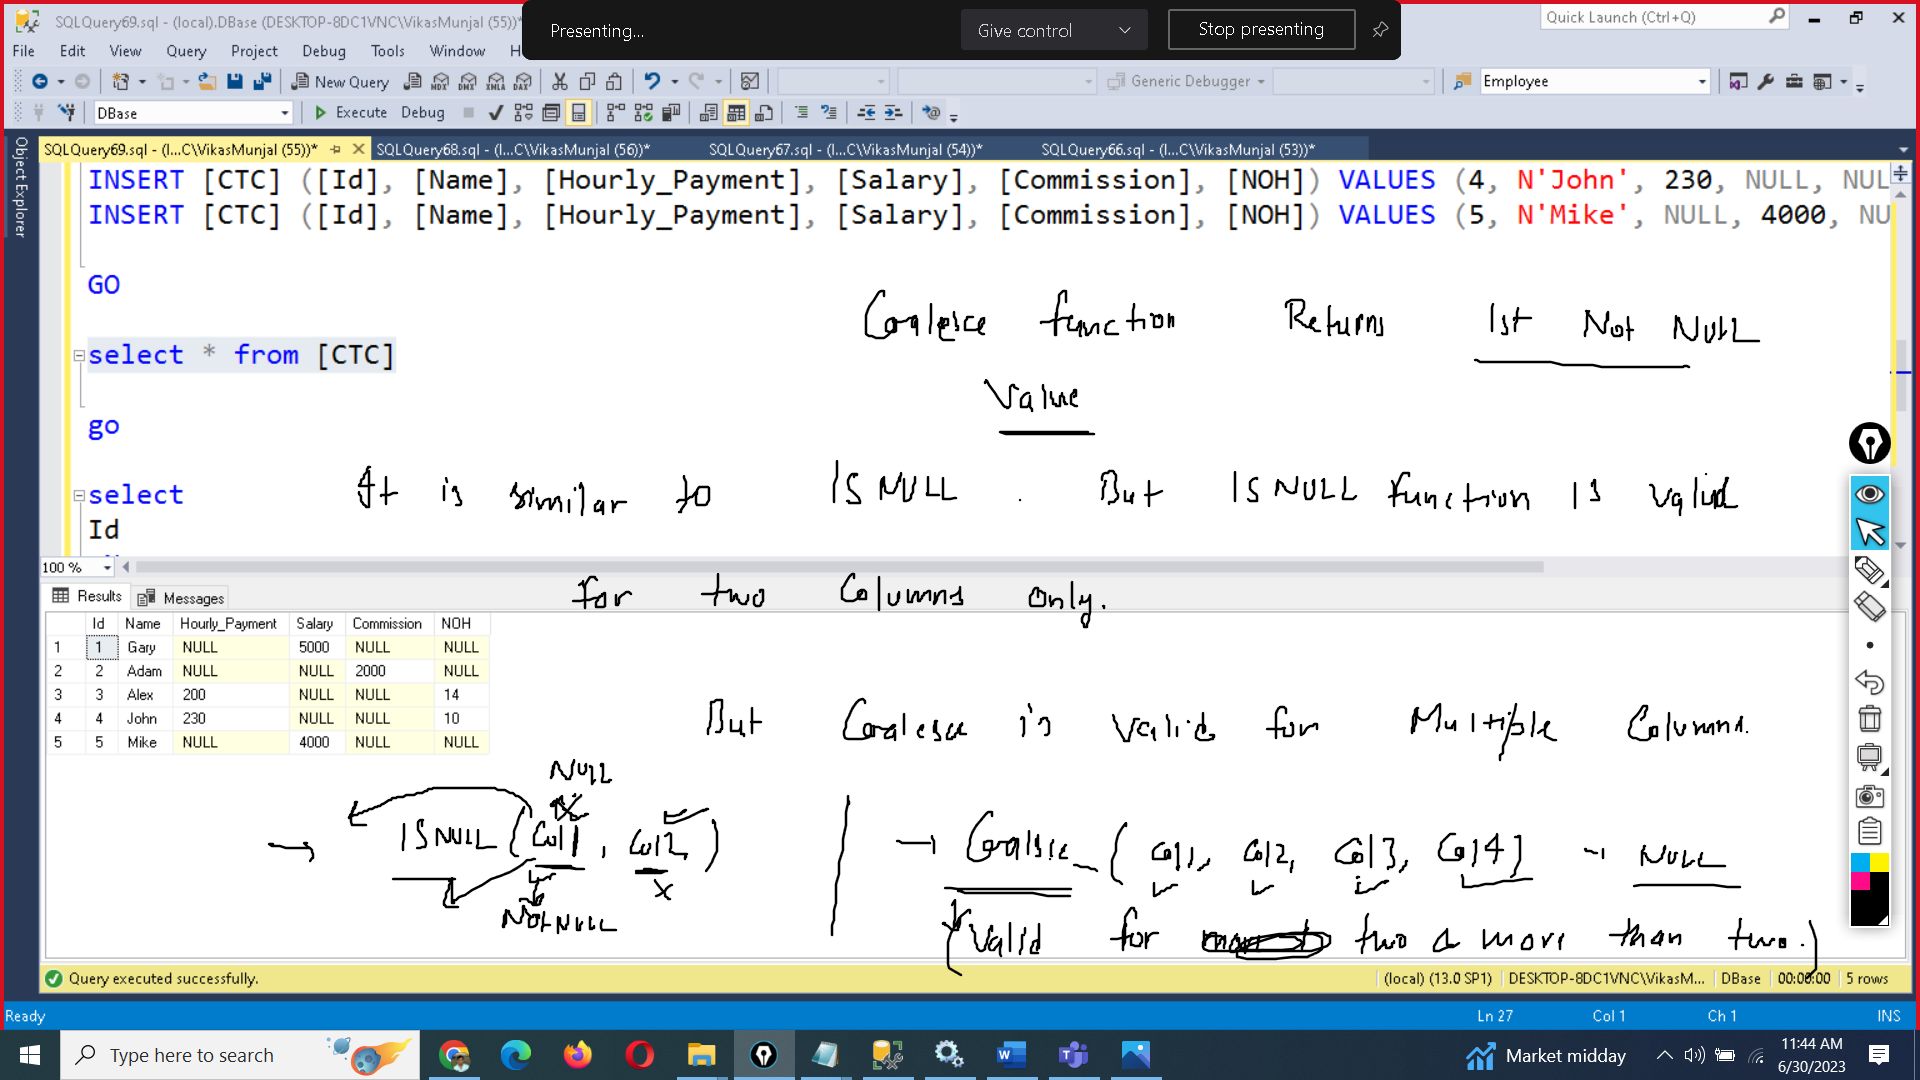 SQLQuery69.sql - (local).DBase (DESKTOP-8DC1VNC\VikasMunjal (55))*
Presenting...
Give control
Stop presenting
Quick Launch (Ctrl+Q)
File Edit View Query Project Debug Tools Window H
New Query MDX DMX XMLA DAX Generic Debugger Employee
DBase Execute Debug
Object Explorer
SQLQuery69.sql - (l...C\VikasMunjal (55))* SQLQuery68.sql - (l...C\VikasMunjal (56))* SQLQuery67.sql - (l...C\VikasMunjal (54))* SQLQuery66.sql - (l...C\VikasMunjal (53))*
INSERT [CTC] ([Id], [Name], [Hourly_Payment], [Salary], [Commission], [NOH]) VALUES (4, N'John', 230, NULL, NUL
INSERT [CTC] ([Id], [Name], [Hourly_Payment], [Salary], [Commission], [NOH]) VALUES (5, N'Mike', NULL, 4000, NU
GO
Coalesce function Returns 1st Not NULL
select * from [CTC]
Value
go
It is similar to ISNULL. But ISNULL function is valid
select
Id
100 %
for two Columns only.
Results Messages
Id Name Hourly_Payment Salary Commission NOH
1 1 Gary NULL 5000 NULL NULL
2 2 Adam NULL NULL 2000 NULL
3 3 Alex 200 NULL NULL 14
4 4 John 230 NULL NULL 10
5 5 Mike NULL 4000 NULL NULL
But Coalesce is valid for Multiple Columns.
NULL
→ ISNULL (Col1, Col2) → Coalsce (Col1, Col2, Col3, Col4] → NULL
Not NULL
(Valid for two & more than two.)
Query executed successfully. (local) (13.0 SP1) DESKTOP-8DC1VNC\VikasM... DBase 00:00:00 5 rows
Ready Ln 27 Col 1 Ch 1 INS
Type here to search
Market midday
11:44 AM
6/30/2023